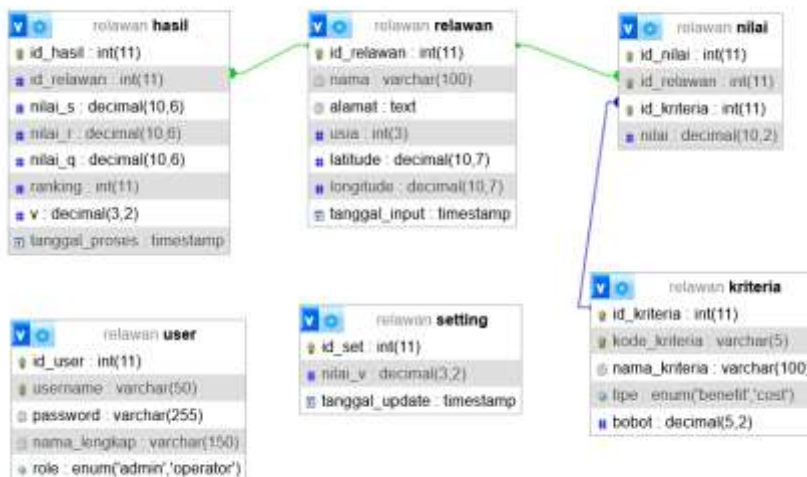 relawan hasil
id_hasil : int(11)
id_relawan : int(11)
nilai_s : decimal(10,6)
nilai_r : decimal(10,6)
nilai_q : decimal(10,6)
ranking : int(11)
v : decimal(3,2)
tanggal_proses : timestamp
relawan relawan
id_relawan : int(11)
nama : varchar(100)
alamat : text
usia : int(3)
latitude : decimal(10,7)
longitude : decimal(10,7)
tanggal_input : timestamp
relawan nilai
id_nilai : int(11)
id_relawan : int(11)
id_kriteria : int(11)
nilai : decimal(10,2)
relawan user
id_user : int(11)
username : varchar(50)
password : varchar(255)
nama_lengkap : varchar(150)
role : enum('admin','operator')
relawan setting
id_set : int(11)
nilai_v : decimal(3,2)
tanggal_update : timestamp
relawan kriteria
id_kriteria : int(11)
kode_kriteria : varchar(5)
nama_kriteria : varchar(100)
tipe : enum('benefit','cost')
bobot : decimal(5,2)